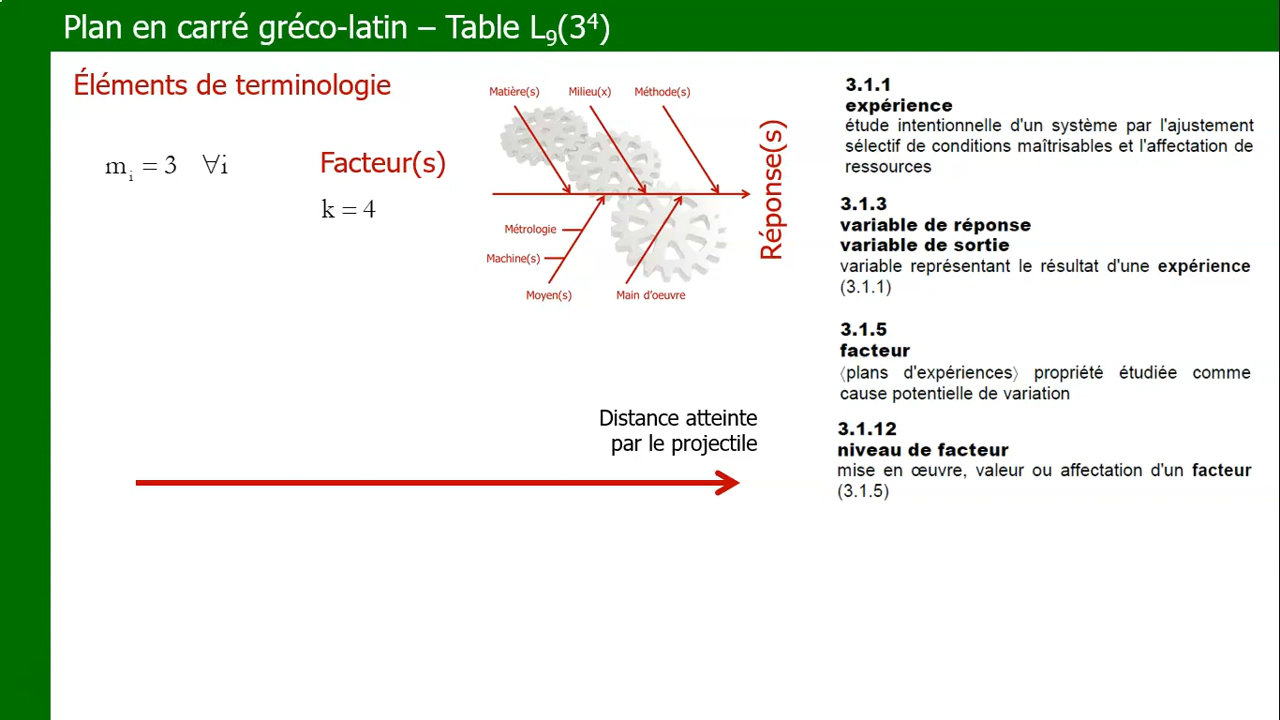 Plan en carré gréco-latin – Table L₉(3⁴)
Éléments de terminologie
mᵢ = 3 ∀i
Facteur(s)
k = 4
Matière(s) Milieu(x) Méthode(s)
Métrologie
Machine(s)
Moyen(s) Main d'oeuvre
Réponse(s)
Distance atteinte
par le projectile
3.1.1
expérience
étude intentionnelle d'un système par l'ajustement
sélectif de conditions maîtrisables et l'affectation de
ressources
3.1.3
variable de réponse
variable de sortie
variable représentant le résultat d'une expérience
(3.1.1)
3.1.5
facteur
〈plans d'expériences〉 propriété étudiée comme
cause potentielle de variation
3.1.12
niveau de facteur
mise en œuvre, valeur ou affectation d'un facteur
(3.1.5)